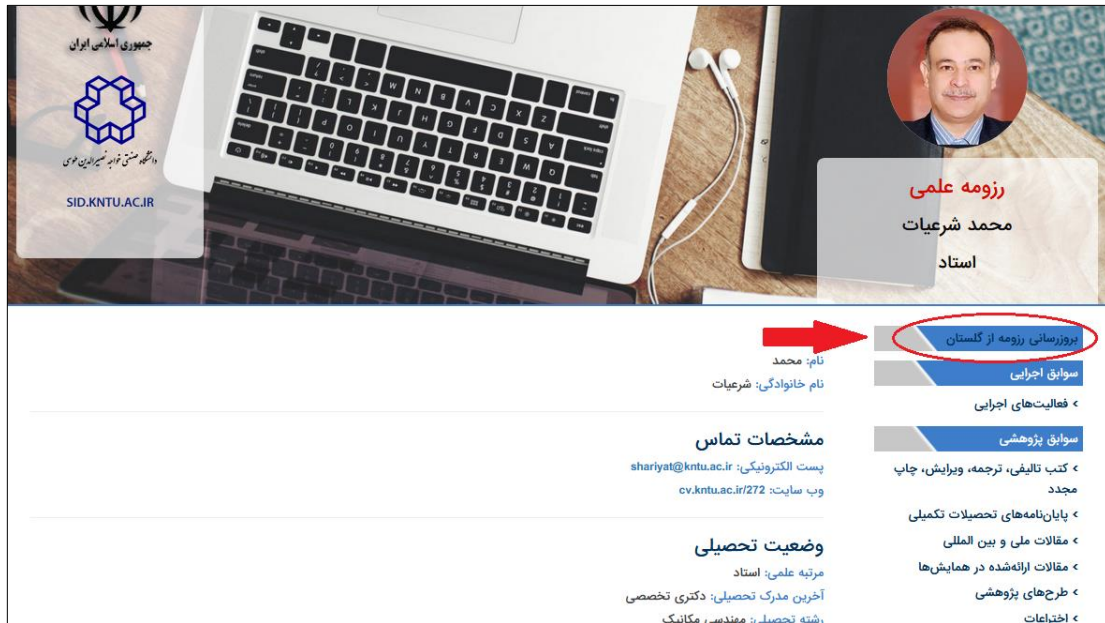 جمهوری اسلامی ایران
دانشگاه صنعتی خواجه نصیرالدین طوسی
SID.KNTU.AC.IR
رزومه علمی
محمد شرعیات
استاد
بروزرسانی رزومه از گلستان
سوابق اجرایی
› فعالیت‌های اجرایی
سوابق پژوهشی
› کتب تالیفی، ترجمه، ویرایش، چاپ
مجدد
› پایان‌نامه‌های تحصیلات تکمیلی
› مقالات ملی و بین المللی
› مقالات ارائه‌شده در همایش‌ها
› طرح‌های پژوهشی
› اختراعات
نام: محمد
نام خانوادگی: شرعیات
مشخصات تماس
پست الکترونیکی: shariyat@kntu.ac.ir
وب سایت: cv.kntu.ac.ir/272
وضعیت تحصیلی
مرتبه علمی: استاد
آخرین مدرک تحصیلی: دکتری تخصصی
رشته تحصیلی: مهندسی مکانیک